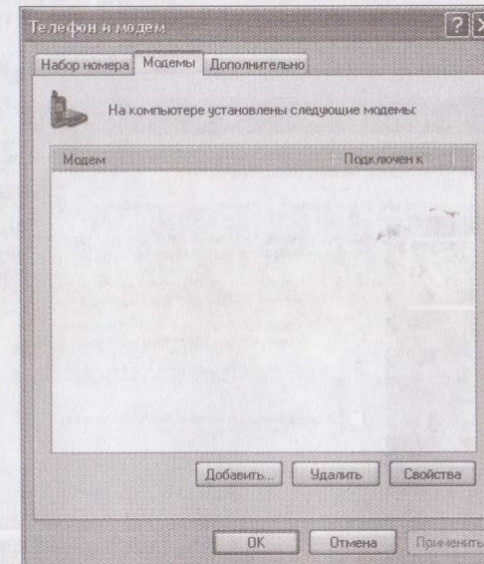 Телефон и модем
Набор номера Модемы Дополнительно
На компьютере установлены следующие модемы:
Модем Подключен к
Добавить... Удалить Свойства
OK Отмена Применить